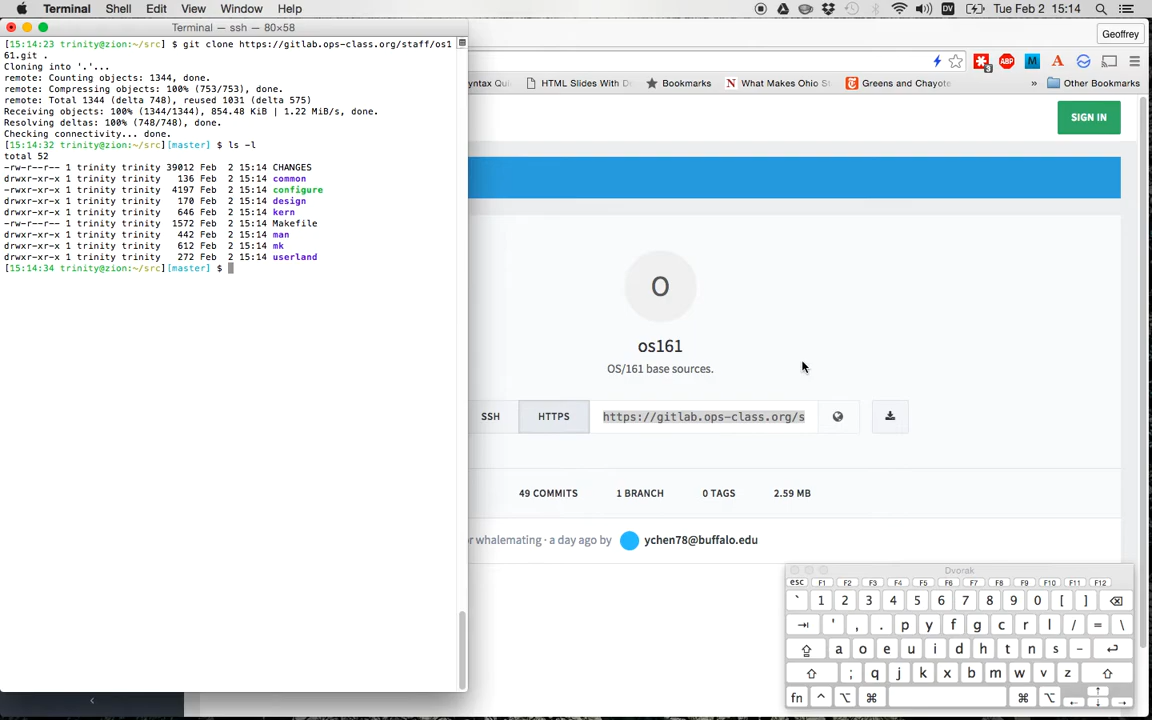 Terminal Shell Edit View Window Help
DV
Tue Feb 2 15:14
Terminal — ssh — 80×58
Geoffrey
[15:14:23 trinity@zion:~/src] $ git clone https://gitlab.ops-class.org/staff/os1
61.git .
Cloning into '.'...
remote: Counting objects: 1344, done.
remote: Compressing objects: 100% (753/753), done.
remote: Total 1344 (delta 748), reused 1031 (delta 575)
Receiving objects: 100% (1344/1344), 854.48 KiB | 1.22 MiB/s, done.
Resolving deltas: 100% (748/748), done.
Checking connectivity... done.
[15:14:32 trinity@zion:~/src][master] $ ls -l
total 52
-rw-r--r-- 1 trinity trinity 39012 Feb 2 15:14 CHANGES
drwxr-xr-x 1 trinity trinity 136 Feb 2 15:14 common
-rwxr-xr-x 1 trinity trinity 4197 Feb 2 15:14 configure
drwxr-xr-x 1 trinity trinity 170 Feb 2 15:14 design
drwxr-xr-x 1 trinity trinity 646 Feb 2 15:14 kern
-rw-r--r-- 1 trinity trinity 1572 Feb 2 15:14 Makefile
drwxr-xr-x 1 trinity trinity 442 Feb 2 15:14 man
drwxr-xr-x 1 trinity trinity 612 Feb 2 15:14 mk
drwxr-xr-x 1 trinity trinity 272 Feb 2 15:14 userland
[15:14:34 trinity@zion:~/src][master] $
3 ABP M A
yntax Qui HTML Slides With Di Bookmarks N What Makes Ohio S Greens and Chayote » Other Bookmarks
SIGN IN
O
os161
OS/161 base sources.
SSH HTTPS https://gitlab.ops-class.org/s
49 COMMITS 1 BRANCH 0 TAGS 2.59 MB
or whalemating · a day ago by ychen78@buffalo.edu
Dvorak
esc F1 F2 F3 F4 F5 F6 F7 F8 F9 F10 F11 F12
` 1 2 3 4 5 6 7 8 9 0 [ ]
' , . p y f g c r l / = \
a o e u i d h t n s -
; q j k x b m w v z
fn